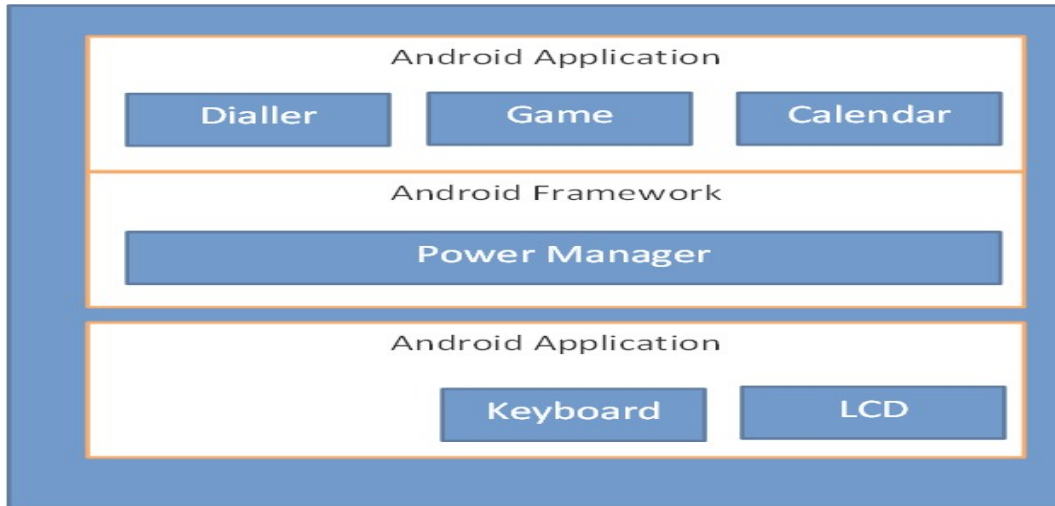 Android Application
Dialler Game Calendar
Android Framework
Power Manager
Android Application
Keyboard LCD